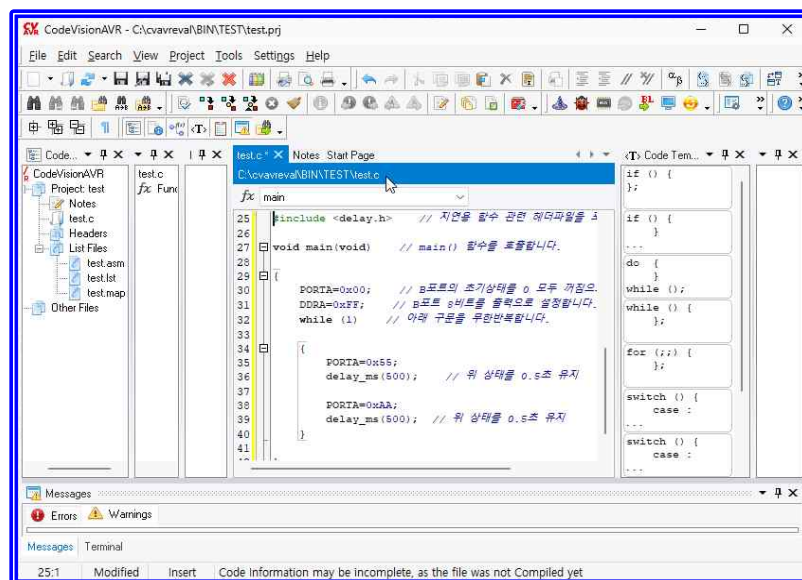 CodeVisionAVR - C:\cvavreval\BIN\TEST\test.prj
File Edit Search View Project Tools Settings Help
Code...
test.c * Notes Start Page
Code Tem...
CodeVisionAVR
Project: test
Notes
test.c
Headers
List Files
test.asm
test.lst
test.map
Other Files
test.c
fx Func
C:\cvavreval\BIN\TEST\test.c
fx main
25 #include <delay.h> // 지연용 함수 관련 헤더파일을 포
26
27 void main(void) // main() 함수를 호출합니다.
28
29 {
30 PORTA=0x00; // B포트의 초기상태를 0 모두 꺼짐으.
31 DDRA=0xFF; // B포트 8비트를 출력으로 설정합니다.
32 while (1) // 아래 구문을 무한반복합니다.
33
34 {
35 PORTA=0x55;
36 delay_ms(500); // 위 상태를 0.5초 유지
37
38 PORTA=0xAA;
39 delay_ms(500); // 위 상태를 0.5초 유지
40 }
41
if () {
};
if () {
}
...
do {
}
while ();
while () {
};
for (;;) {
};
switch () {
case :
...
switch () {
case :
...
Messages
Errors Warnings
Messages Terminal
25:1 Modified Insert Code Information may be incomplete, as the file was not Compiled yet